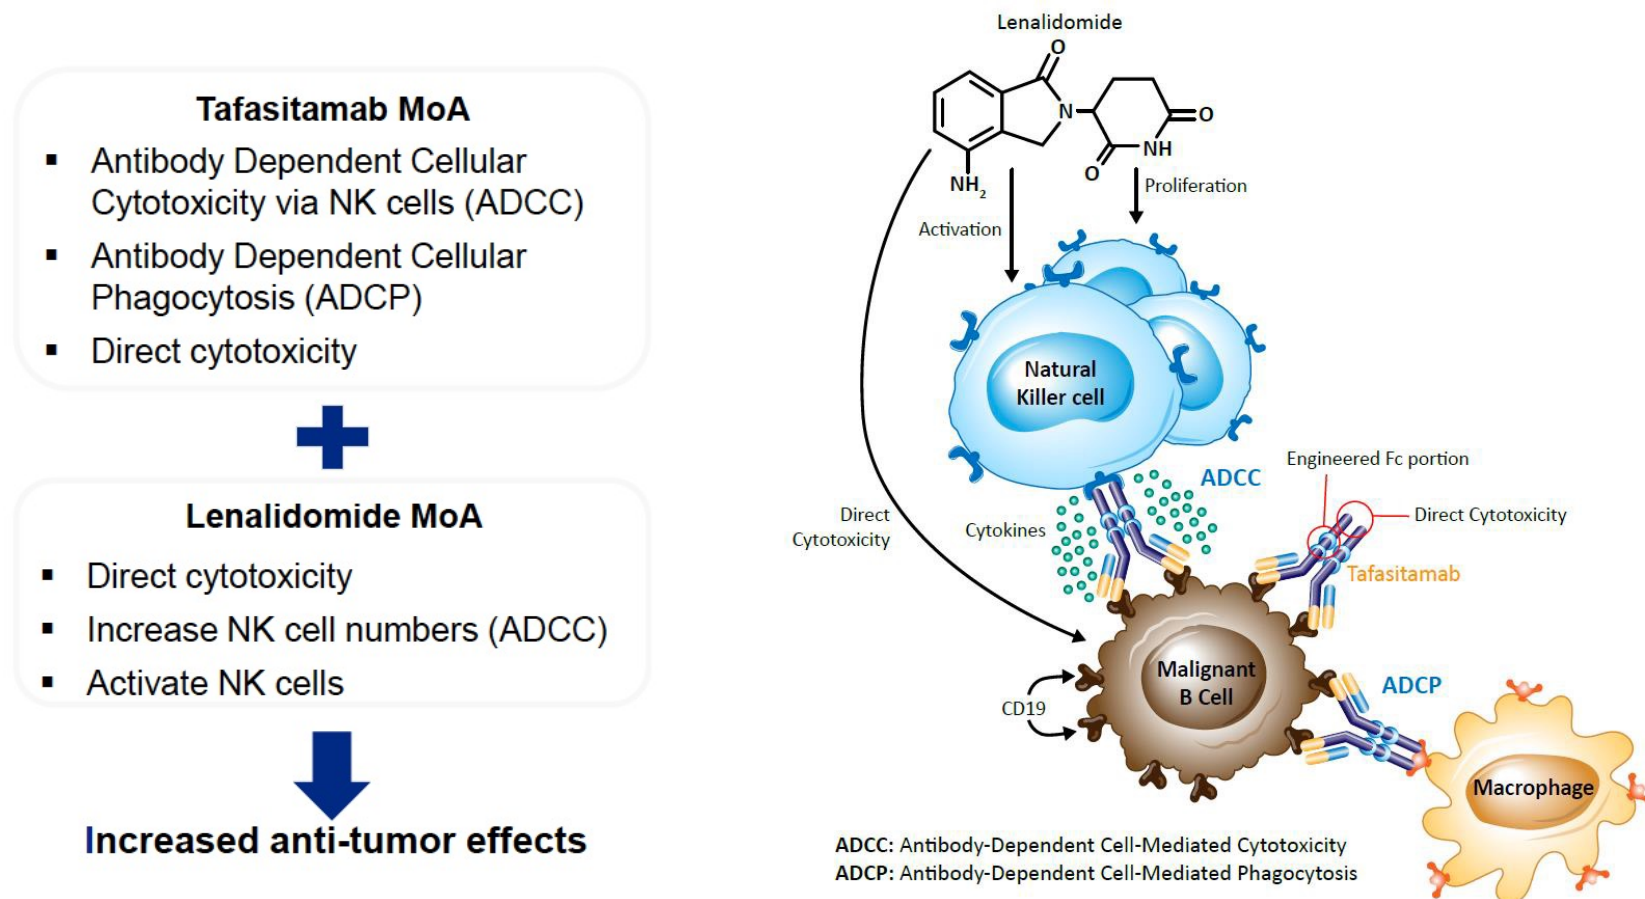 Tafasitamab MoA
▪ Antibody Dependent Cellular
Cytotoxicity via NK cells (ADCC)
▪ Antibody Dependent Cellular
Phagocytosis (ADCP)
▪ Direct cytotoxicity
Lenalidomide MoA
▪ Direct cytotoxicity
▪ Increase NK cell numbers (ADCC)
▪ Activate NK cells
Increased anti-tumor effects
Lenalidomide
O
N
O
NH
O
NH₂
Proliferation
Activation
Natural
Killer cell
Engineered Fc portion
ADCC
Direct
Cytotoxicity
Cytokines
Direct Cytotoxicity
Tafasitamab
Malignant
B Cell
CD19
ADCP
Macrophage
ADCC: Antibody-Dependent Cell-Mediated Cytotoxicity
ADCP: Antibody-Dependent Cell-Mediated Phagocytosis